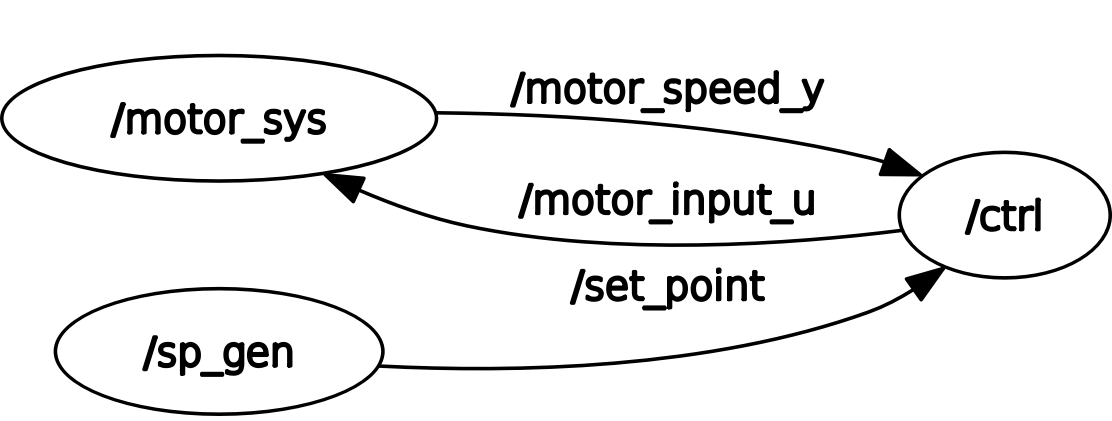 /motor_speed_y
/motor_sys
/motor_input_u
/ctrl
/set_point
/sp_gen